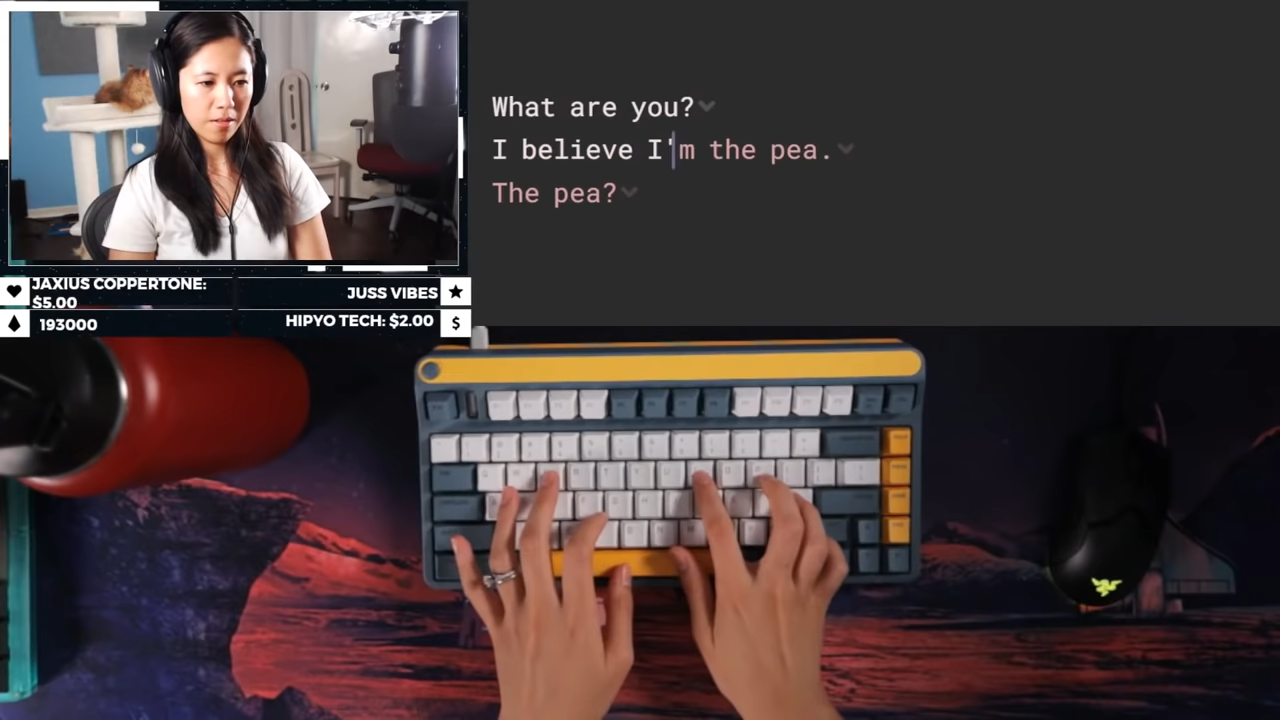 What are you?
I believe I'm the pea.
The pea?
JAXIUS COPPERTONE:
$5.00
JUSS VIBES
193000
HIPYO TECH: $2.00
$